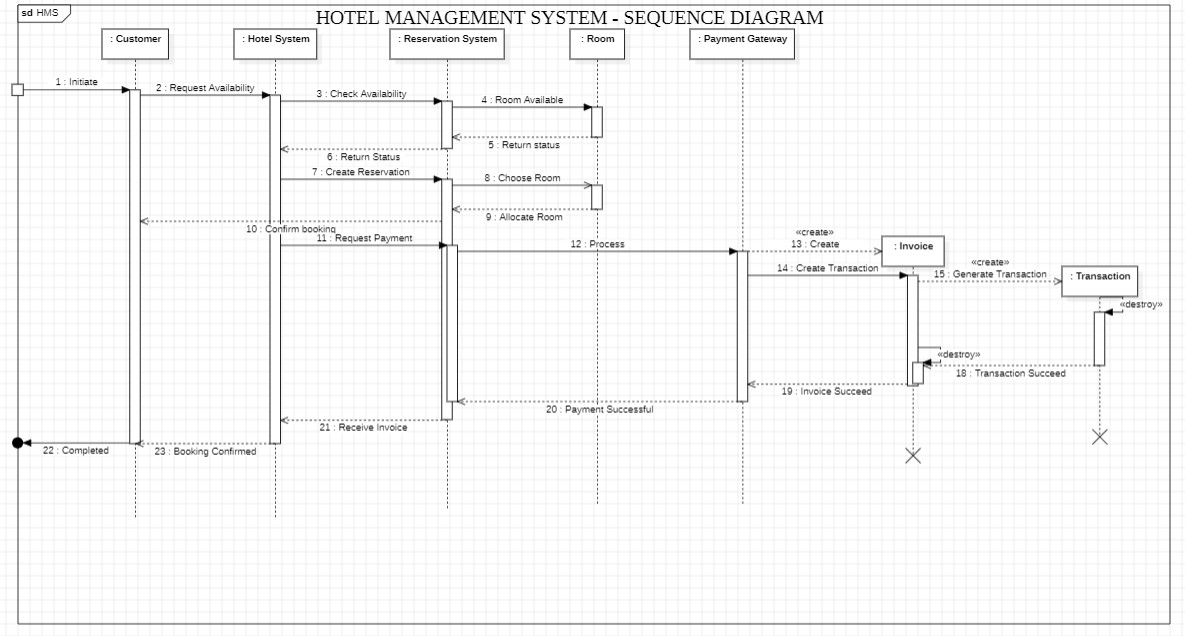 sd HMS
HOTEL MANAGEMENT SYSTEM - SEQUENCE DIAGRAM
: Customer
: Hotel System
: Reservation System
: Room
: Payment Gateway
1 : Initiate
2 : Request Availability
3 : Check Availability
4 : Room Available
5 : Return status
6 : Return Status
7 : Create Reservation
8 : Choose Room
9 : Allocate Room
10 : Confirm booking
11 : Request Payment
12 : Process
«create»
13 : Create
: Invoice
14 : Create Transaction
«create»
15 : Generate Transaction
: Transaction
«destroy»
«destroy»
18 : Transaction Succeed
19 : Invoice Succeed
20 : Payment Successful
21 : Receive Invoice
22 : Completed
23 : Booking Confirmed